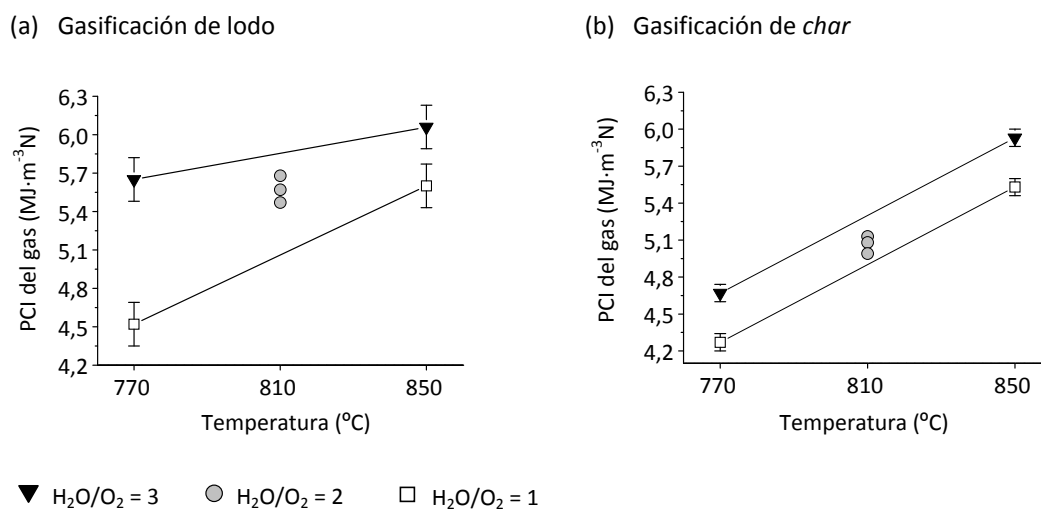 (a) Gasificación de lodo
PCI del gas (MJ·m⁻³N)
6,3
6,0
5,7
5,4
5,1
4,8
4,5
4,2
770 810 850
Temperatura (ºC)
(b) Gasificación de char
PCI del gas (MJ·m⁻³N)
6,3
6,0
5,7
5,4
5,1
4,8
4,5
4,2
770 810 850
Temperatura (ºC)
H₂O/O₂ = 3 H₂O/O₂ = 2 H₂O/O₂ = 1